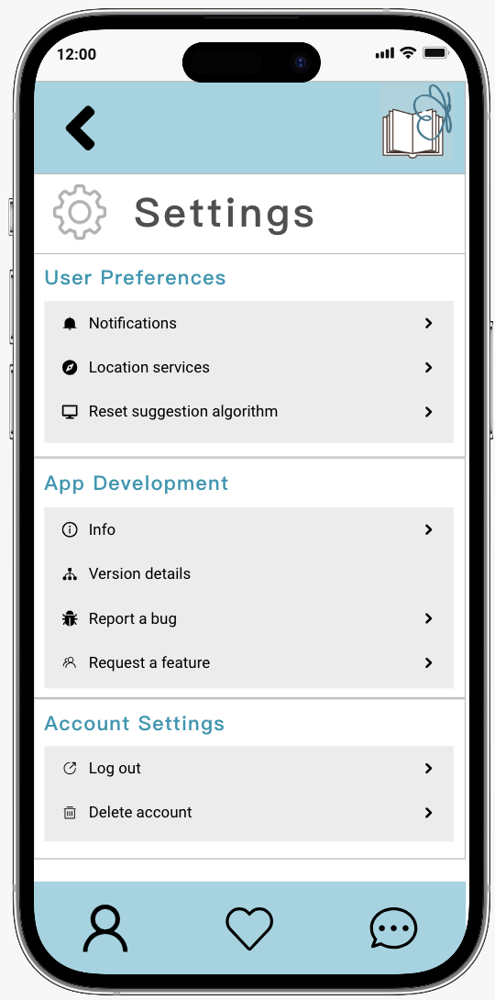 12:00
Settings
User Preferences
Notifications
Location services
Reset suggestion algorithm
App Development
Info
Version details
Report a bug
Request a feature
Account Settings
Log out
Delete account